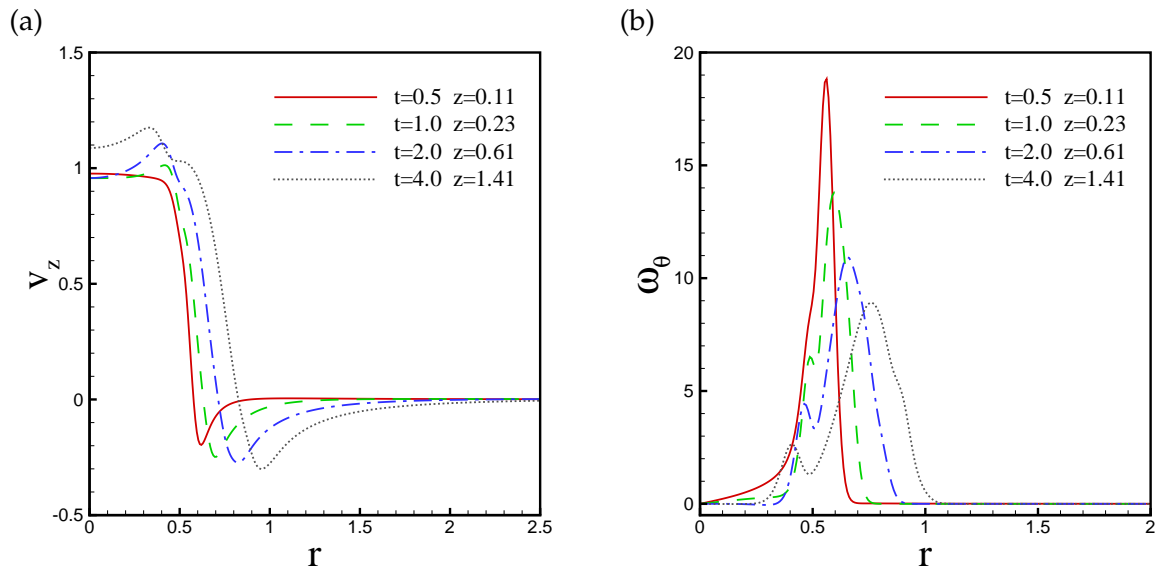 (a)
1.5
1
0.5
0
-0.5
v_z
0 0.5 1 1.5 2 2.5
r
t=0.5 z=0.11
t=1.0 z=0.23
t=2.0 z=0.61
t=4.0 z=1.41
(b)
20
15
10
5
0
ω_θ
0 0.5 1 1.5 2
r
t=0.5 z=0.11
t=1.0 z=0.23
t=2.0 z=0.61
t=4.0 z=1.41